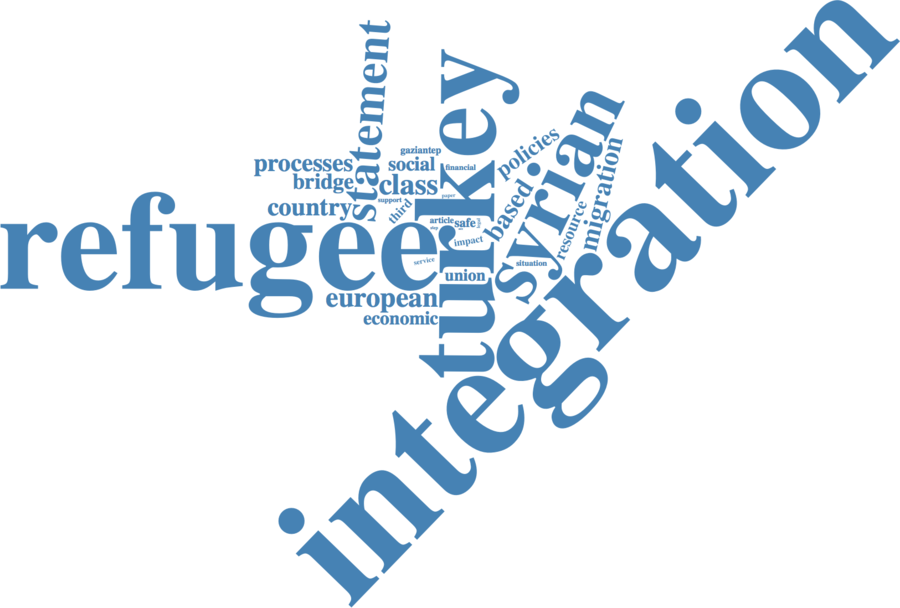 statement
turkey
integration
gaziantep
processes
social
financial
policies
syrian
bridge
class
migration
support
paper
country
third
based
resource
refugee
article
safe
impact
service
situation
union
european
economic